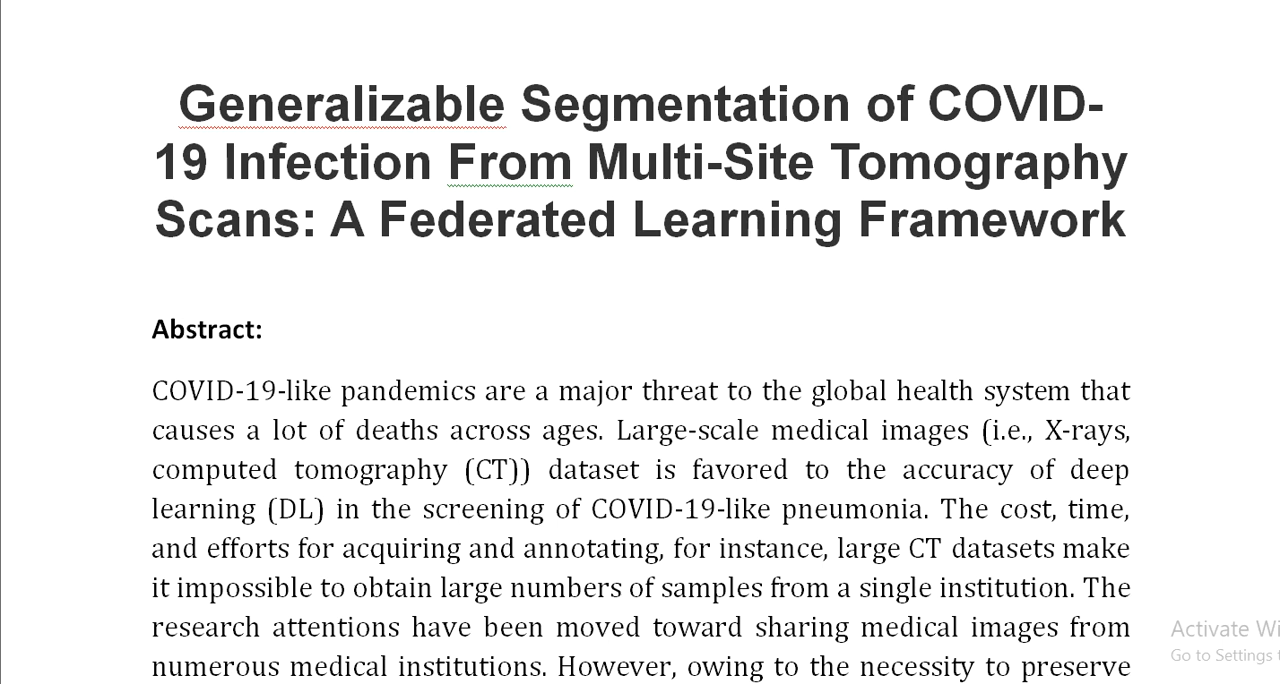 Generalizable Segmentation of COVID-
19 Infection From Multi-Site Tomography
Scans: A Federated Learning Framework
Abstract:
COVID-19-like pandemics are a major threat to the global health system that
causes a lot of deaths across ages. Large-scale medical images (i.e., X-rays,
computed tomography (CT)) dataset is favored to the accuracy of deep
learning (DL) in the screening of COVID-19-like pneumonia. The cost, time,
and efforts for acquiring and annotating, for instance, large CT datasets make
it impossible to obtain large numbers of samples from a single institution. The
research attentions have been moved toward sharing medical images from
numerous medical institutions. However, owing to the necessity to preserve
Activate Wi
Go to Settings t